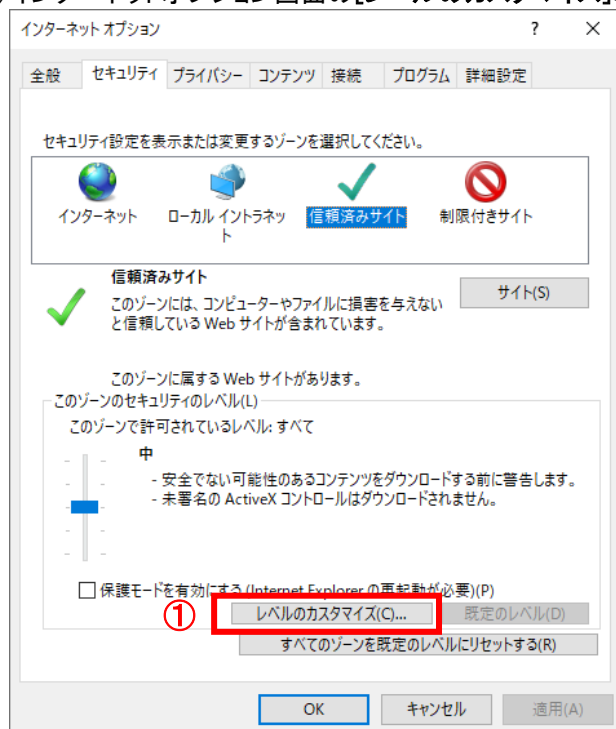 インターネット オプション
? ×
全般 セキュリティ プライバシー コンテンツ 接続 プログラム 詳細設定
セキュリティ設定を表示または変更するゾーンを選択してください。
インターネット ローカル イントラネッ 信頼済みサイト 制限付きサイト
ト
信頼済みサイト
サイト(S)
このゾーンには、コンピューターやファイルに損害を与えない
と信頼している Web サイトが含まれています。
このゾーンに属する Web サイトがあります。
このゾーンのセキュリティのレベル(L)
このゾーンで許可されているレベル: すべて
中
- 安全でない可能性のあるコンテンツをダウンロードする前に警告します。
- 未署名の ActiveX コントロールはダウンロードされません。
保護モードを有効にする (Internet Explorer の再起動が必要)(P)
① レベルのカスタマイズ(C)... 既定のレベル(D)
すべてのゾーンを既定のレベルにリセットする(R)
OK キャンセル 適用(A)